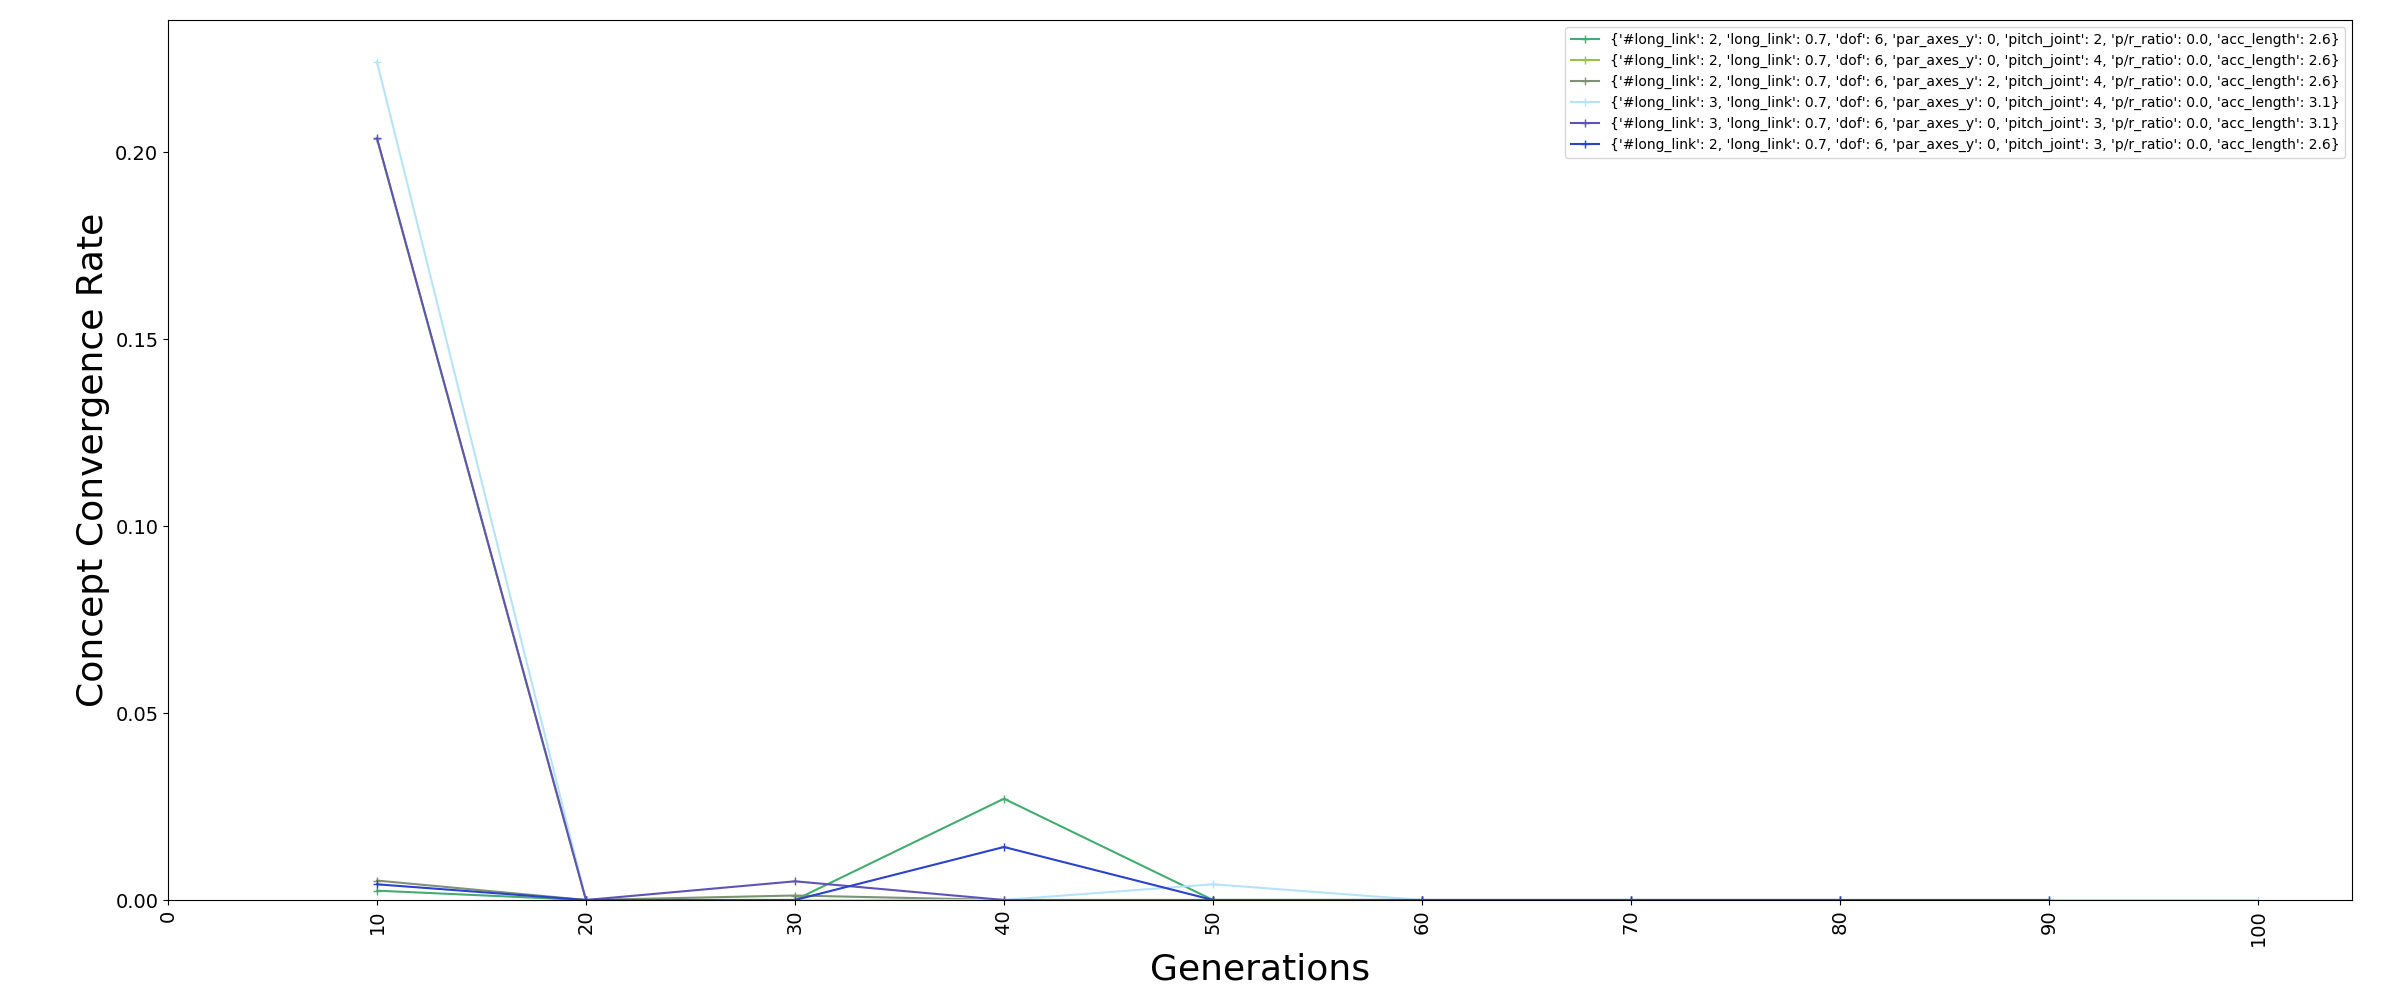 {'#long_link': 2, 'long_link': 0.7, 'dof': 6, 'par_axes_y': 0, 'pitch_joint': 2, 'p/r_ratio': 0.0, 'acc_length': 2.6}
{'#long_link': 2, 'long_link': 0.7, 'dof': 6, 'par_axes_y': 0, 'pitch_joint': 4, 'p/r_ratio': 0.0, 'acc_length': 2.6}
{'#long_link': 2, 'long_link': 0.7, 'dof': 6, 'par_axes_y': 2, 'pitch_joint': 4, 'p/r_ratio': 0.0, 'acc_length': 2.6}
{'#long_link': 3, 'long_link': 0.7, 'dof': 6, 'par_axes_y': 0, 'pitch_joint': 4, 'p/r_ratio': 0.0, 'acc_length': 3.1}
{'#long_link': 3, 'long_link': 0.7, 'dof': 6, 'par_axes_y': 0, 'pitch_joint': 3, 'p/r_ratio': 0.0, 'acc_length': 3.1}
{'#long_link': 2, 'long_link': 0.7, 'dof': 6, 'par_axes_y': 0, 'pitch_joint': 3, 'p/r_ratio': 0.0, 'acc_length': 2.6}
Concept Convergence Rate
0.20
0.15
0.10
0.05
0.00
0 10 20 30 40 50 60 70 80 90 100
Generations